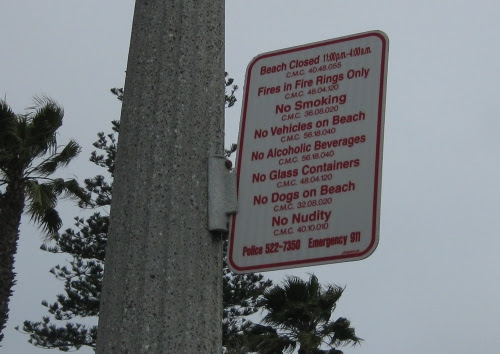 Beach Closed 11:00p.m.-4:00a.m.
C.M.C. 40.48.055
Fires in Fire Rings Only
C.M.C. 48.04.120
No Smoking
C.M.C. 36.08.020
No Vehicles on Beach
C.M.C. 56.18.040
No Alcoholic Beverages
C.M.C. 56.18.040
No Glass Containers
C.M.C. 48.04.120
No Dogs on Beach
C.M.C. 32.08.020
No Nudity
C.M.C. 40.10.010
Police 522-7350 Emergency 911